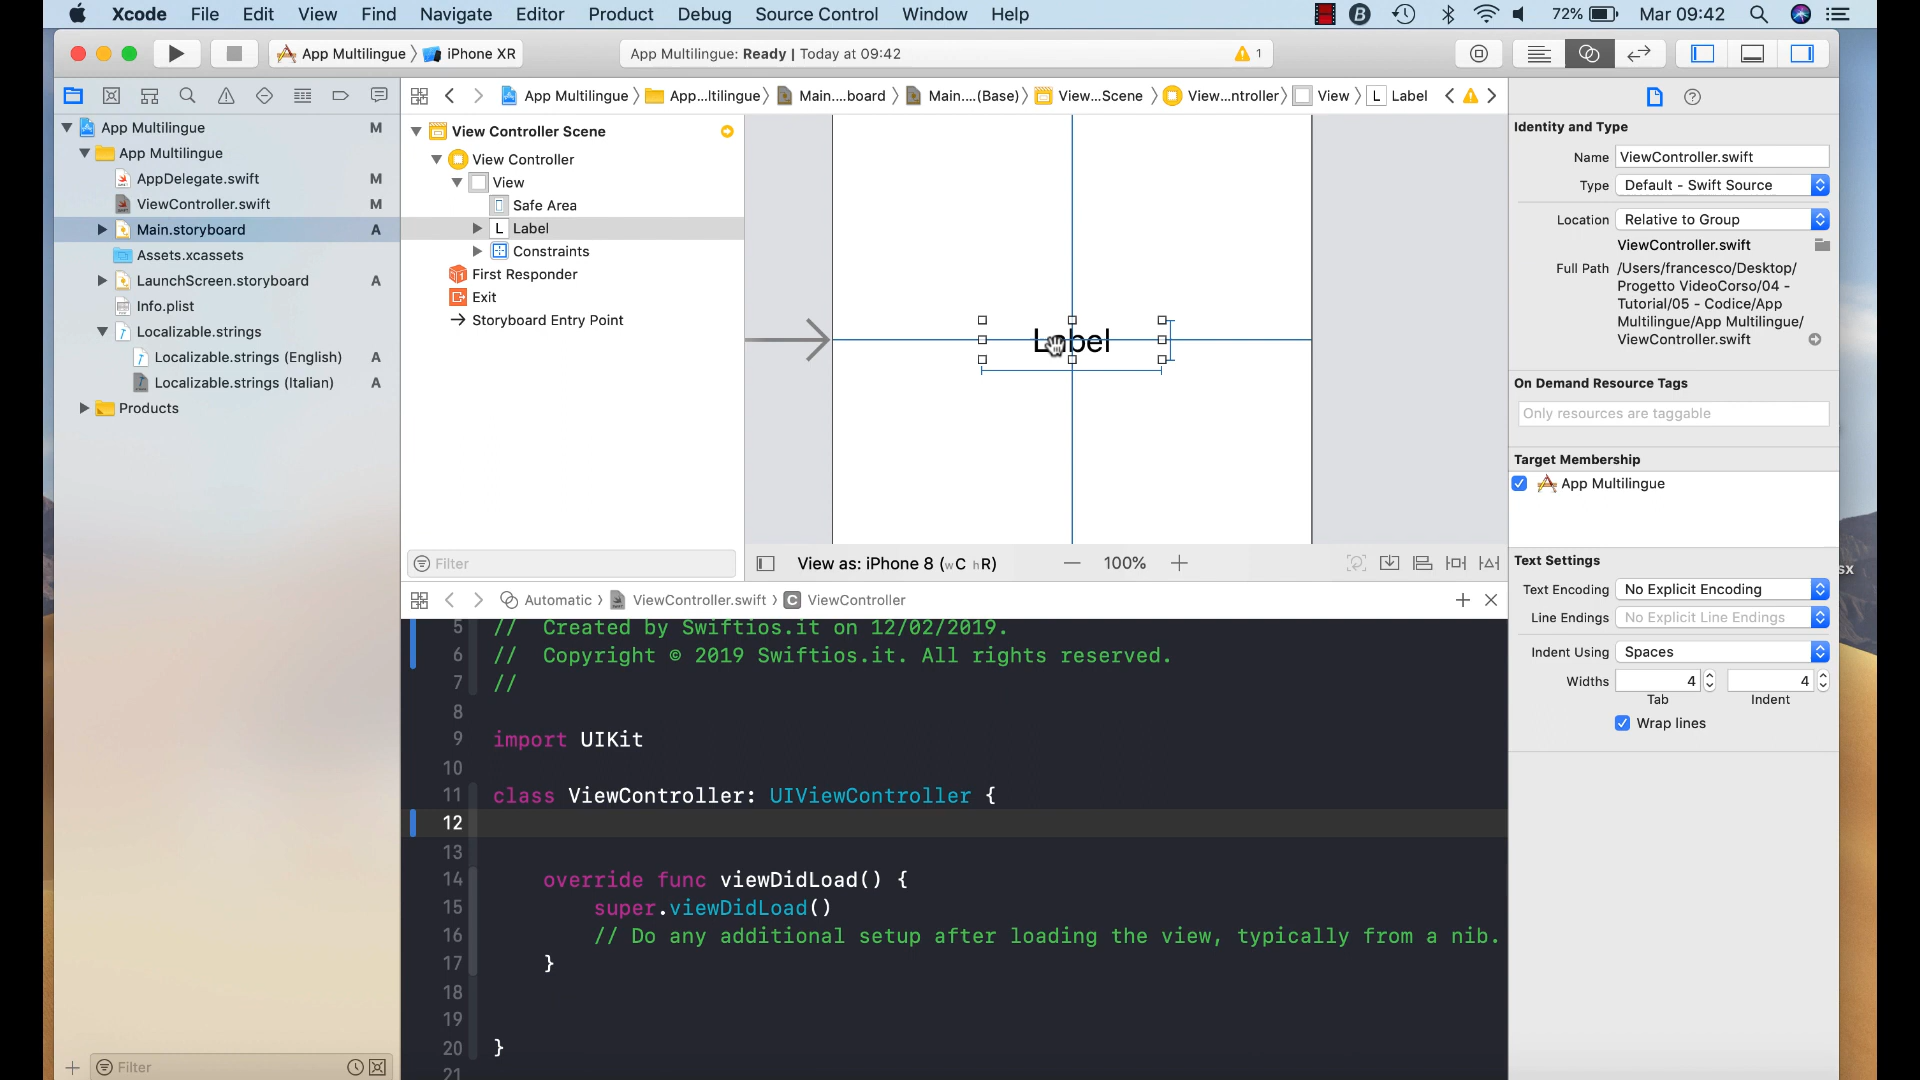 Xcode File Edit View Find Navigate Editor Product Debug Source Control Window Help 72% Mar 09:42
App Multilingue iPhone XR App Multilingue: Ready | Today at 09:42 1
App Multilingue App...ltilingue Main....board Main....(Base) View...Scene View...ntroller View Label
App Multilingue M
App Multilingue
AppDelegate.swift M
ViewController.swift M
Main.storyboard A
Assets.xcassets
LaunchScreen.storyboard A
Info.plist
Localizable.strings
Localizable.strings (English) A
Localizable.strings (Italian) A
Products
Filter
View Controller Scene
View Controller
View
Safe Area
L Label
Constraints
First Responder
Exit
Storyboard Entry Point
Filter
Label
View as: iPhone 8 (wC hR) 100%
Automatic ViewController.swift C ViewController
5 // Created by Swiftios.it on 12/02/2019.
6 // Copyright © 2019 Swiftios.it. All rights reserved.
7 //
8
9 import UIKit
10
11 class ViewController: UIViewController {
12
13
14 override func viewDidLoad() {
15 super.viewDidLoad()
16 // Do any additional setup after loading the view, typically from a nib.
17 }
18
19
20 }
21
Identity and Type
Name ViewController.swift
Type Default - Swift Source
Location Relative to Group
ViewController.swift
Full Path /Users/francesco/Desktop/
Progetto VideoCorso/04 -
Tutorial/05 - Codice/App
Multilingue/App Multilingue/
ViewController.swift
On Demand Resource Tags
Only resources are taggable
Target Membership
App Multilingue
Text Settings
Text Encoding No Explicit Encoding
Line Endings No Explicit Line Endings
Indent Using Spaces
Widths 4 4
Tab Indent
Wrap lines
sx